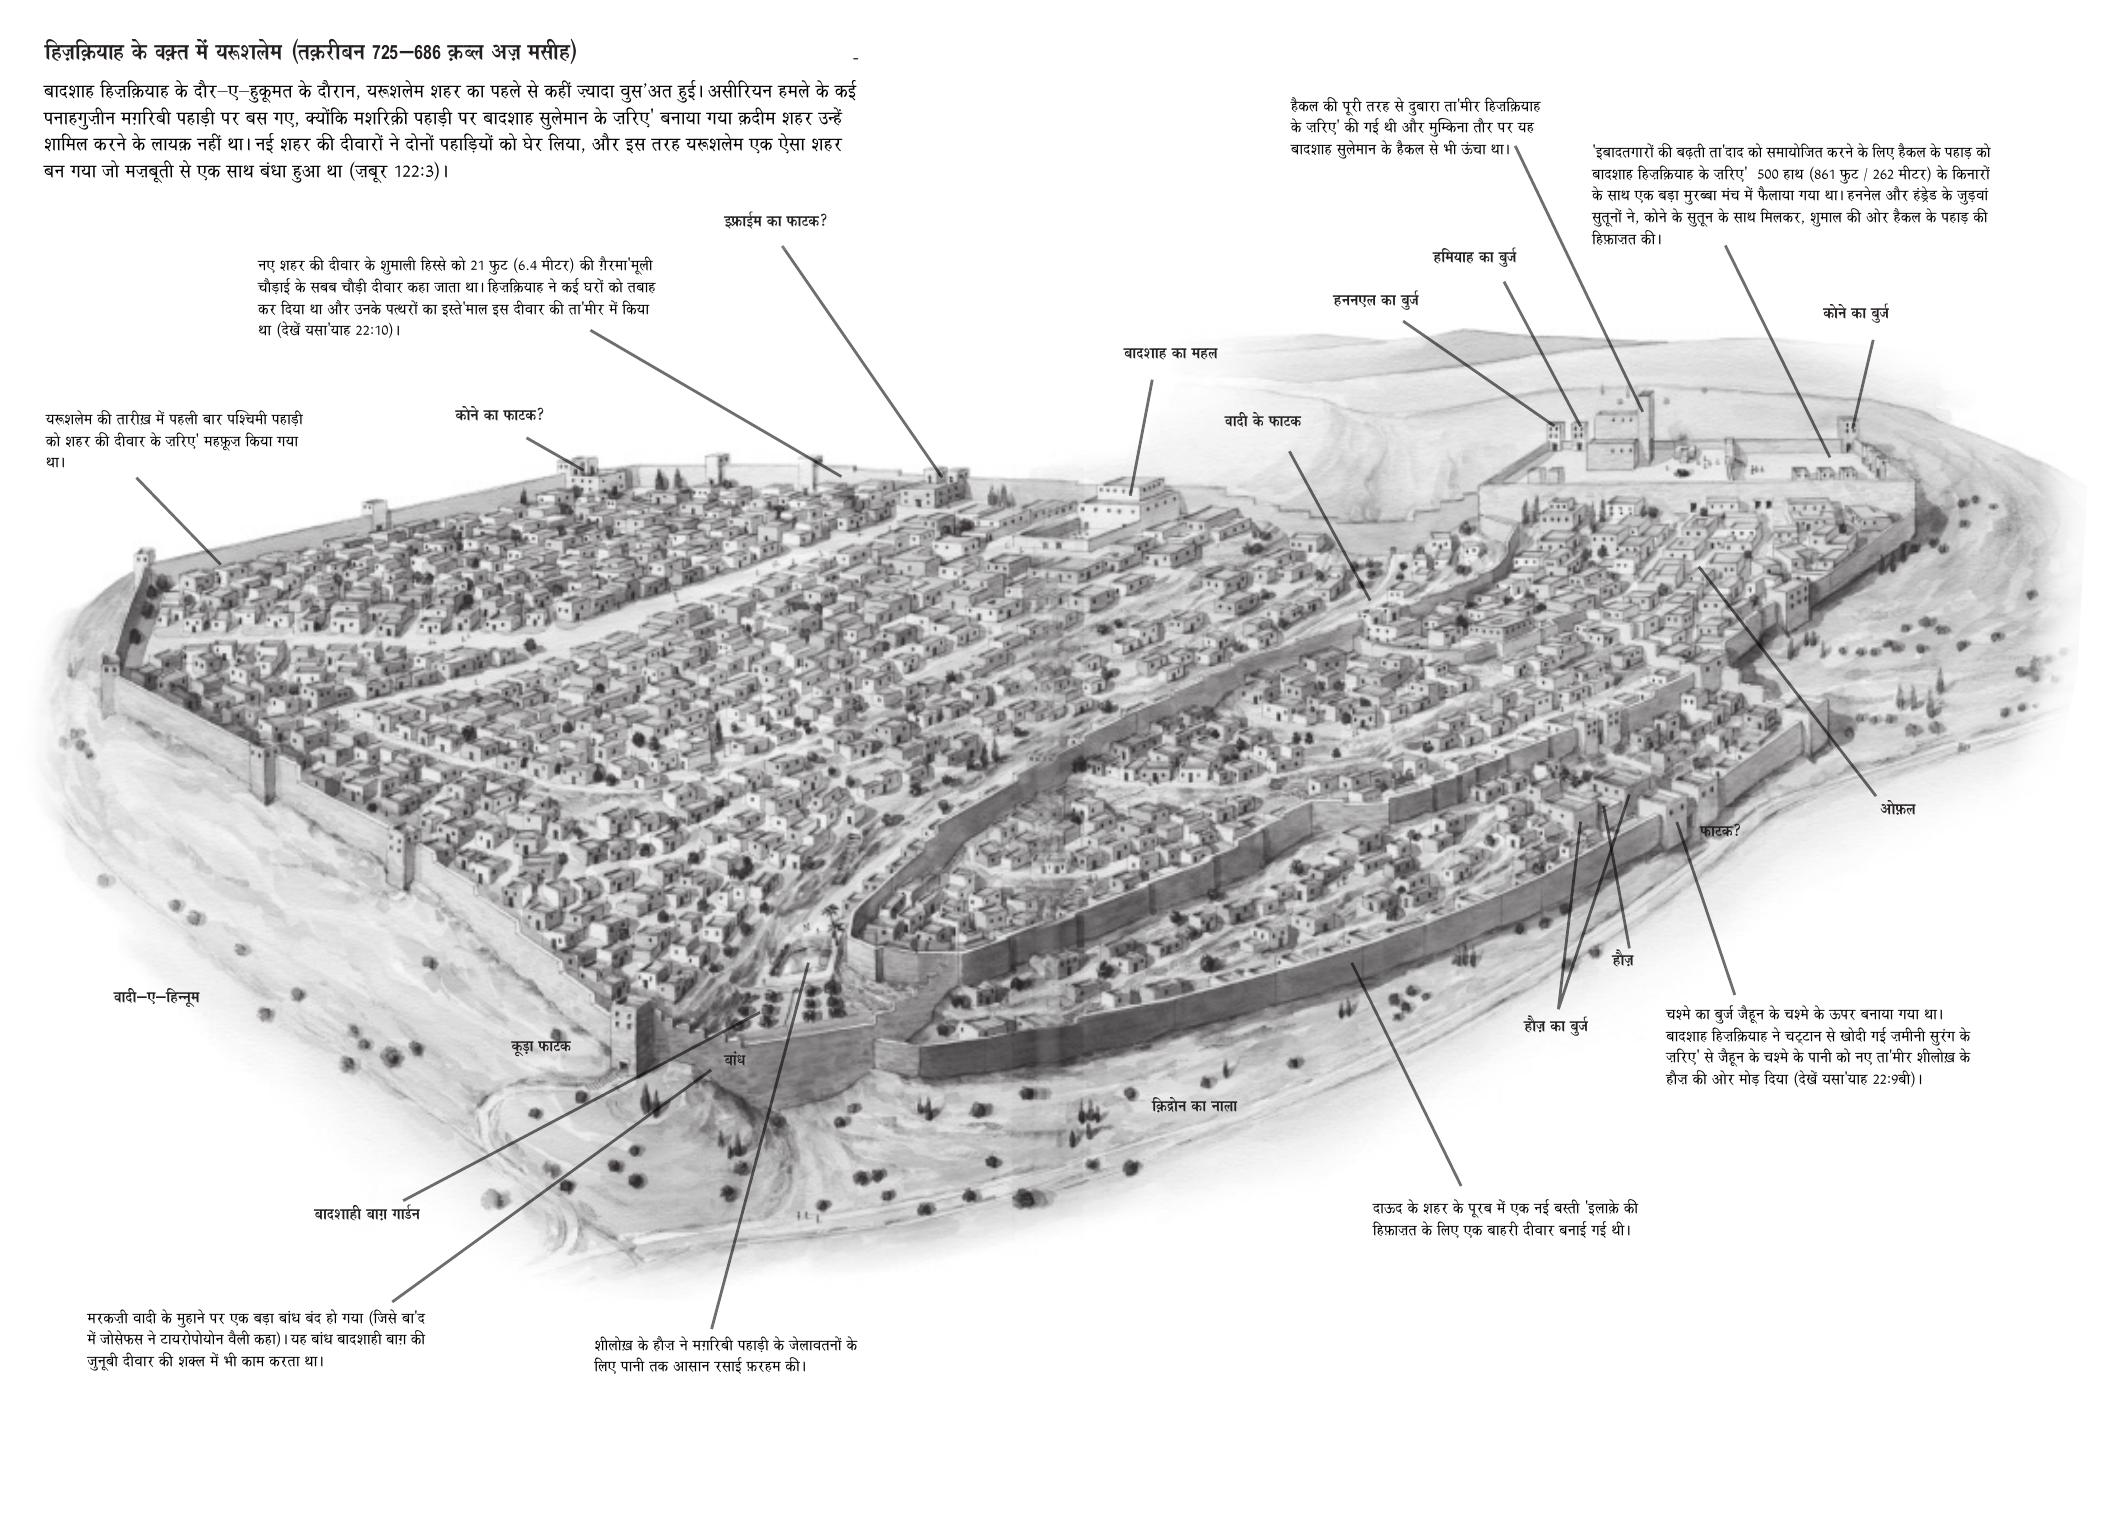 हिज़क़ियाह के वक़्त में यरूशलेम (तक़रीबन 725–686 क़ब्ल अज़ मसीह)
बादशाह हिज़क़ियाह के दौर–ए–हुकूमत के दौरान, यरूशलेम शहर का पहले से कहीं ज़्यादा वुस'अत हुई। असीरियन हमले के कई
पनाहगुज़ीन मग़रिबी पहाड़ी पर बस गए, क्योंकि मशरिक़ी पहाड़ी पर बादशाह सुलेमान के ज़रिए' बनाया गया क़दीम शहर उन्हें
शामिल करने के लायक़ नहीं था। नई शहर की दीवारों ने दोनों पहाड़ियों को घेर लिया, और इस तरह यरूशलेम एक ऐसा शहर
बन गया जो मज़बूती से एक साथ बंधा हुआ था (ज़बूर 122:3)।
हैकल की पूरी तरह से दुबारा ता'मीर हिज़क़ियाह
के ज़रिए' की गई थी और मुम्किना तौर पर यह
बादशाह सुलेमान के हैकल से भी ऊंचा था।
'इबादतगारों की बढ़ती ता'दाद को समायोजित करने के लिए हैकल के पहाड़ को
बादशाह हिज़क़ियाह के ज़रिए' 500 हाथ (861 फुट / 262 मीटर) के किनारों
के साथ एक बड़ा मुरब्बा मंच में फैलाया गया था। हननेल और हंड्रेड के जुड़वां
सुतूनों ने, कोने के सुतून के साथ मिलकर, शुमाल की ओर हैकल के पहाड़ की
हिफ़ाज़त की।
इफ़्राईम का फाटक?
नए शहर की दीवार के शुमाली हिस्से को 21 फुट (6.4 मीटर) की ग़ैरमा'मूली
चौड़ाई के सबब चौड़ी दीवार कहा जाता था। हिज़क़ियाह ने कई घरों को तबाह
कर दिया था और उनके पत्थरों का इस्ते'माल इस दीवार की ता'मीर में किया
था (देखें यसा'याह 22:10)।
हमियाह का बुर्ज
हननएल का बुर्ज
कोने का बुर्ज
बादशाह का महल
यरूशलेम की तारीख़ में पहली बार पश्चिमी पहाड़ी
को शहर की दीवार के ज़रिए' महफ़ूज़ किया गया
था।
कोने का फाटक?
वादी के फाटक
ओफ़ल
फाटक?
हौज़
वादी–ए–हिन्नूम
हौज़ का बुर्ज
चश्मे का बुर्ज जैहून के चश्मे के ऊपर बनाया गया था।
बादशाह हिज़क़ियाह ने चट्टान से खोदी गई ज़मीनी सुरंग के
ज़रिए' से जैहून के चश्मे के पानी को नए ता'मीर शीलोख़ के
हौज़ की ओर मोड़ दिया (देखें यसा'याह 22:9बी)।
कूड़ा फाटक
बांध
क़िद्रोन का नाला
बादशाही बाग़ गार्डन
दाऊद के शहर के पूरब में एक नई बस्ती 'इलाक़े की
हिफ़ाज़त के लिए एक बाहरी दीवार बनाई गई थी।
मरकज़ी वादी के मुहाने पर एक बड़ा बांध बंद हो गया (जिसे बा'द
में जोसेफस ने टायरोपोयोन वैली कहा)। यह बांध बादशाही बाग़ की
जुनूबी दीवार की शक्ल में भी काम करता था।
शीलोख़ के हौज़ ने मग़रिबी पहाड़ी के जेलावतनों के
लिए पानी तक आसान रसाई फ़रहम की।